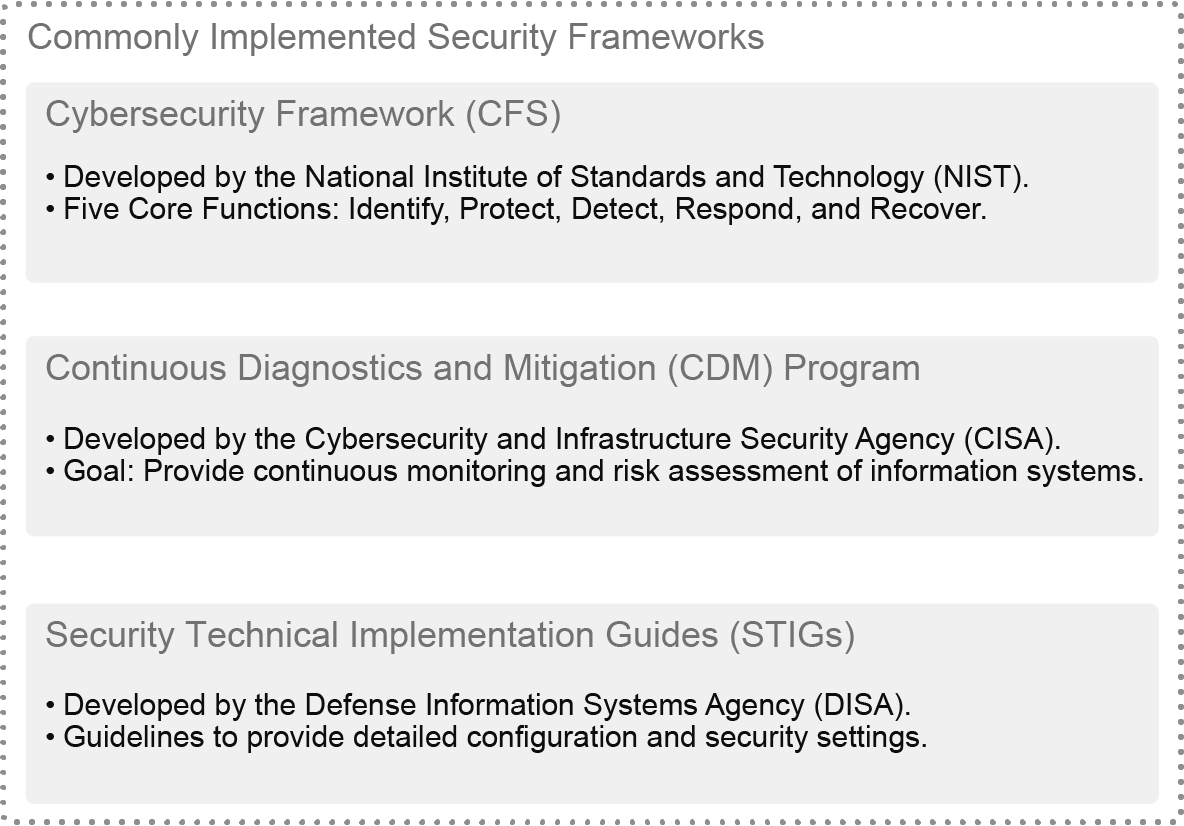 Commonly Implemented Security Frameworks
Cybersecurity Framework (CFS)
• Developed by the National Institute of Standards and Technology (NIST).
• Five Core Functions: Identify, Protect, Detect, Respond, and Recover.
Continuous Diagnostics and Mitigation (CDM) Program
• Developed by the Cybersecurity and Infrastructure Security Agency (CISA).
• Goal: Provide continuous monitoring and risk assessment of information systems.
Security Technical Implementation Guides (STIGs)
• Developed by the Defense Information Systems Agency (DISA).
• Guidelines to provide detailed configuration and security settings.